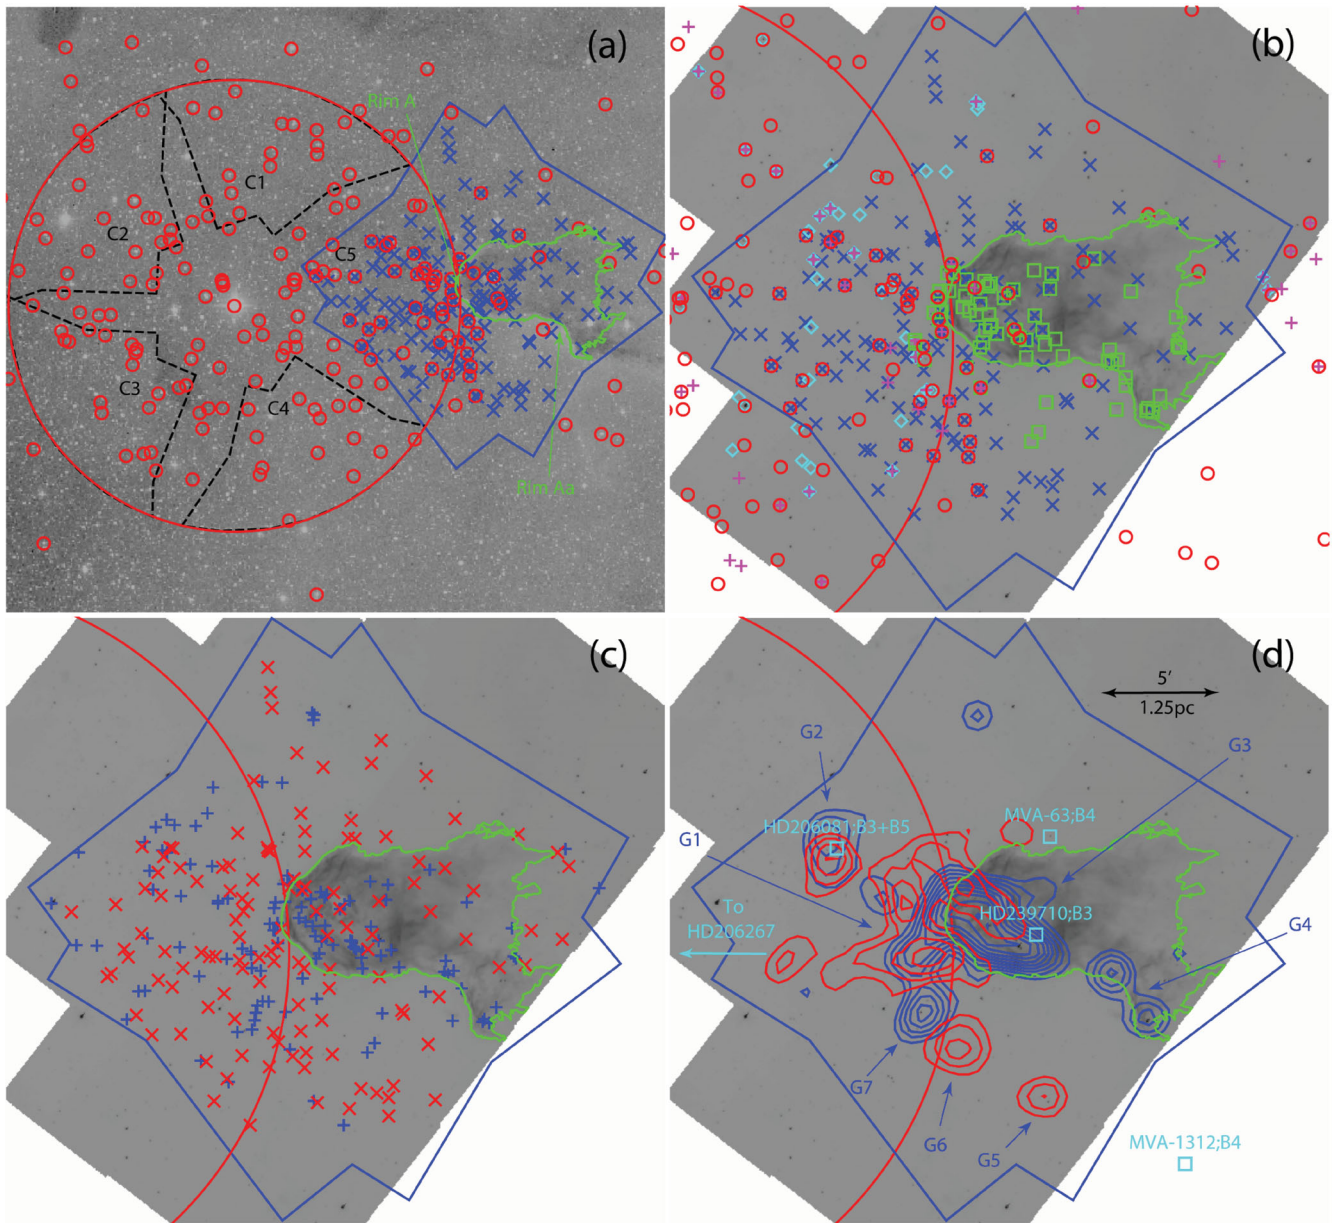 (a)
Rim A
C1
C2
C5
C3
C4
Rim Aa
(b)
(c)
(d)
5′
1.25pc
G2
G3
HD206081;B3+B5
MVA-63;B4
G1
To
HD206267
HD239710;B3
G4
G7
G6
G5
MVA-1312;B4